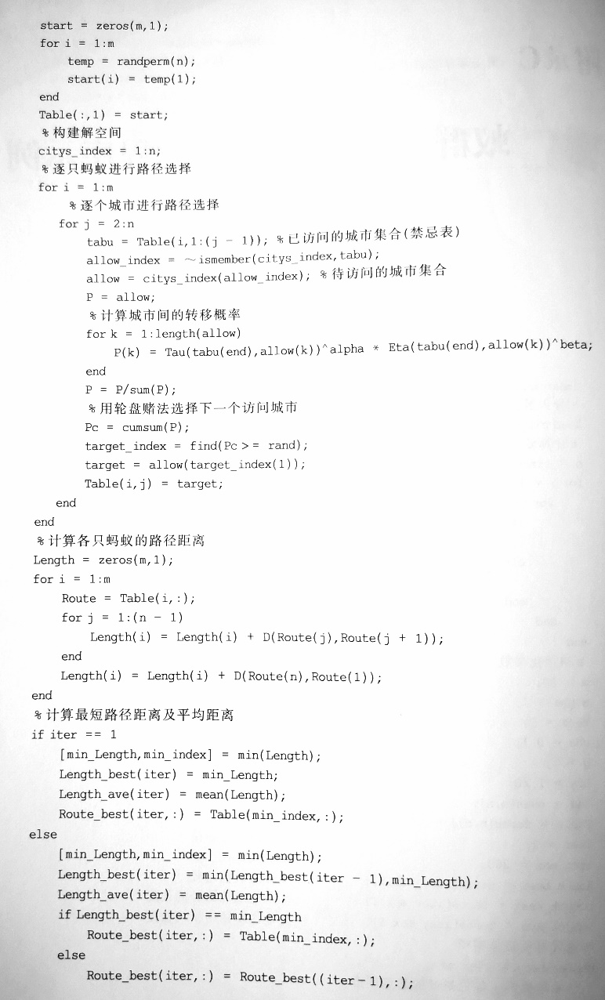 start = zeros(m,1);
for i = 1:m
temp = randperm(n);
start(i) = temp(1);
end
Table(:,1) = start;
%构建解空间
citys_index = 1:n;
%逐只蚂蚁进行路径选择
for i = 1:m
%逐个城市进行路径选择
for j = 2:n
tabu = Table(i,1:(j - 1)); %已访问的城市集合(禁忌表)
allow_index = ～ismember(citys_index,tabu);
allow = citys_index(allow_index); %待访问的城市集合
P = allow;
%计算城市间的转移概率
for k = 1:length(allow)
P(k) = Tau(tabu(end),allow(k))^alpha * Eta(tabu(end),allow(k))^beta;
end
P = P/sum(P);
%用轮盘赌法选择下一个访问城市
Pc = cumsum(P);
target_index = find(Pc >= rand);
target = allow(target_index(1));
Table(i,j) = target;
end
end
%计算各只蚂蚁的路径距离
Length = zeros(m,1);
for i = 1:m
Route = Table(i,:);
for j = 1:(n - 1)
Length(i) = Length(i) + D(Route(j),Route(j + 1));
end
Length(i) = Length(i) + D(Route(n),Route(1));
end
%计算最短路径距离及平均距离
if iter == 1
[min_Length,min_index] = min(Length);
Length_best(iter) = min_Length;
Length_ave(iter) = mean(Length);
Route_best(iter,:) = Table(min_index,:);
else
[min_Length,min_index] = min(Length);
Length_best(iter) = min(Length_best(iter - 1),min_Length);
Length_ave(iter) = mean(Length);
if Length_best(iter) == min_Length
Route_best(iter,:) = Table(min_index,:);
else
Route_best(iter,:) = Route_best((iter-1),:);